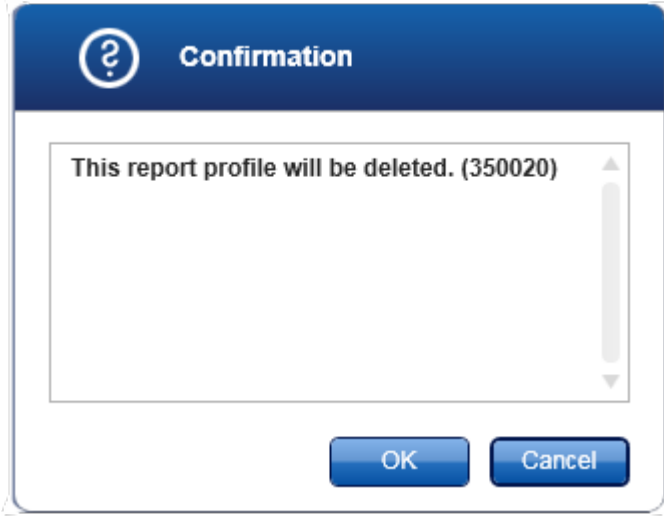 Confirmation
This report profile will be deleted. (350020)
OK
Cancel